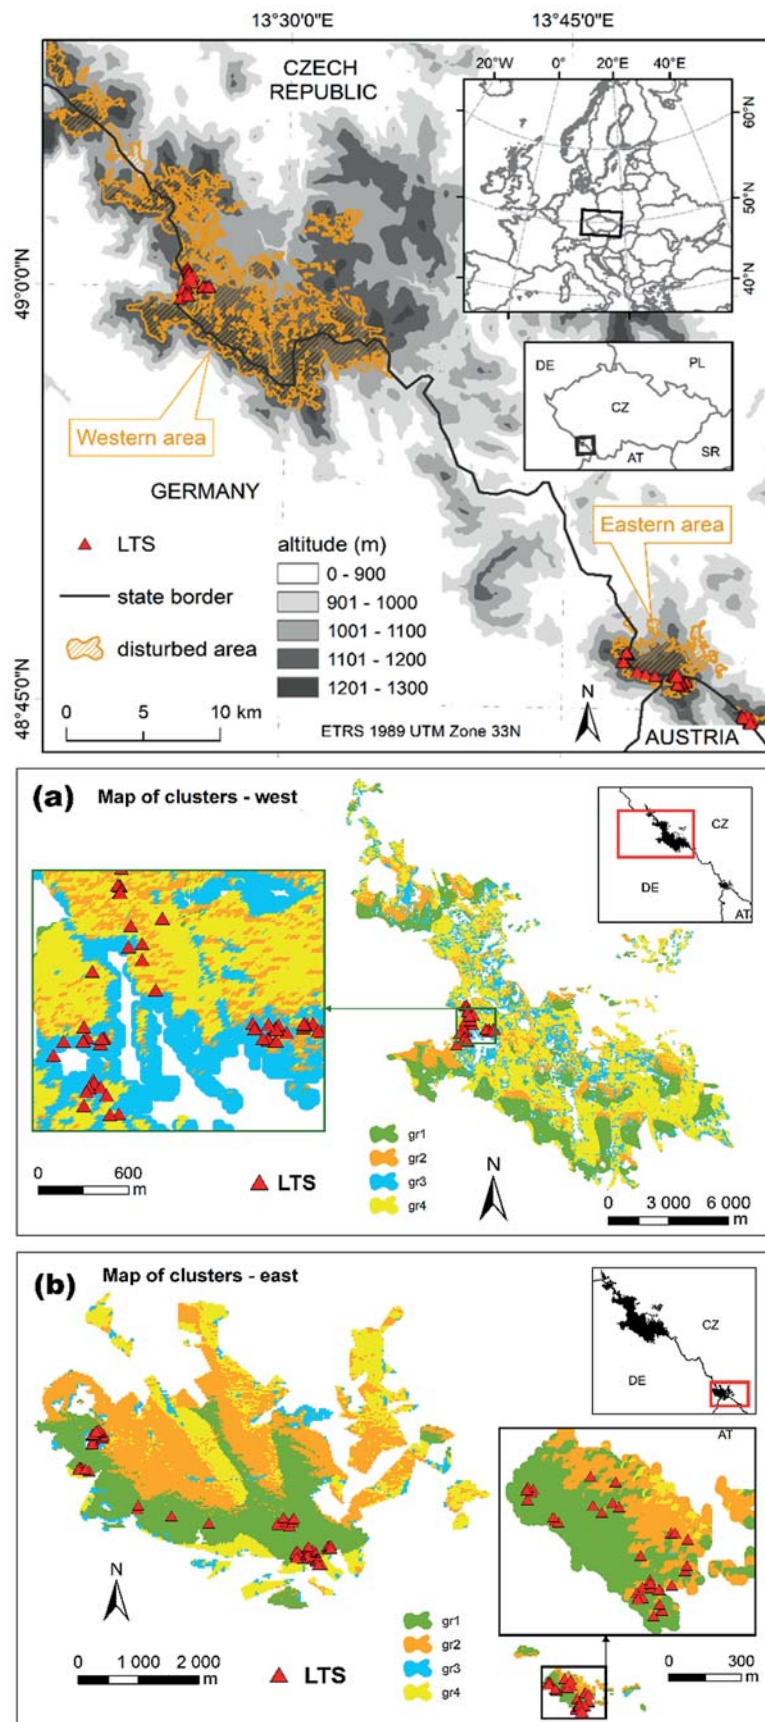 13°30'0"E
13°45'0"E
CZECH
REPUBLIC
20°W
0°
20°E
40°E
60°N
50°N
40°N
49°0'0"N
DE
PL
CZ
AT
SR
Western area
GERMANY
Eastern area
LTS
state border
disturbed area
altitude (m)
0 - 900
901 - 1000
1001 - 1100
1101 - 1200
1201 - 1300
48°45'0"N
0 5 10 km
ETRS 1989 UTM Zone 33N
N
AUSTRIA
(a) Map of clusters - west
CZ
DE
AT
gr1
gr2
gr3
gr4
N
0 600
m
LTS
0 3 000 6 000
m
(b) Map of clusters - east
CZ
DE
AT
N
gr1
gr2
gr3
gr4
0 1 000 2 000
m
LTS
0 300
m